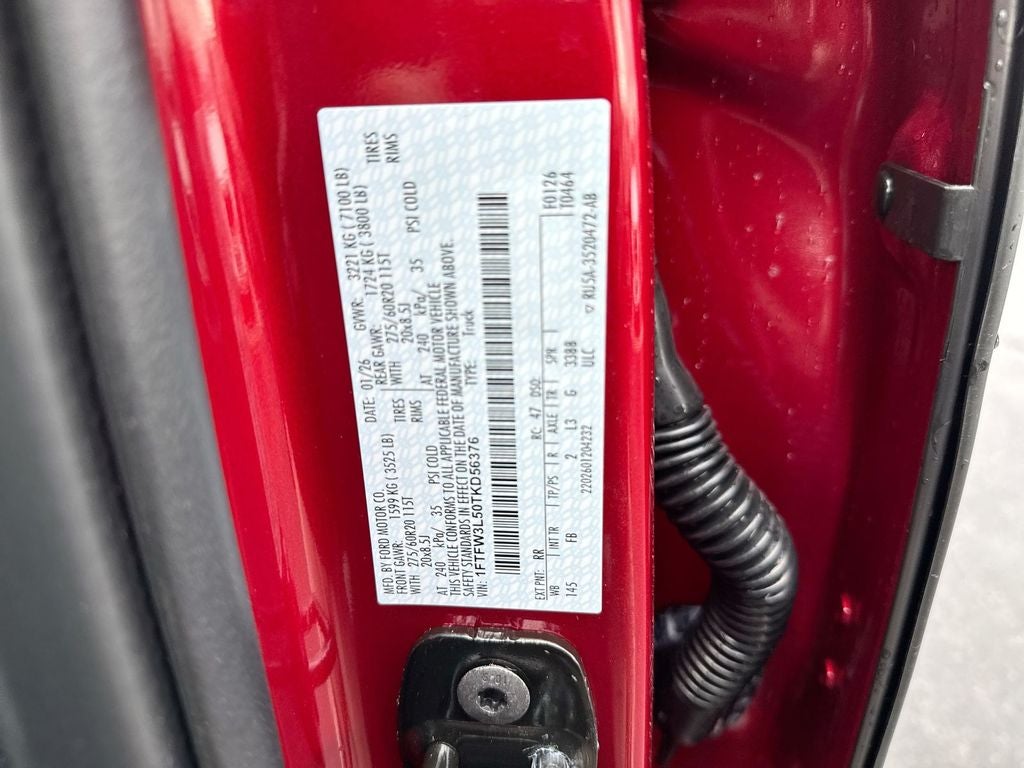 MFD. BY FORD MOTOR CO.
DATE: 01/26 GVWR: 3221 KG ( 7100 LB)
FRONT GAWR: 1599 KG ( 3525 LB) REAR GAWR: 1724 KG ( 3800 LB)
WITH 275/60R20 115T TIRES WITH 275/60R20 115T TIRES
20x8.5J RIMS 20x8.5J RIMS
AT 240 kPa/ 35 PSI COLD AT 240 kPa/ 35 PSI COLD
THIS VEHICLE CONFORMS TO ALL APPLICABLE FEDERAL MOTOR VEHICLE
SAFETY STANDARDS IN EFFECT ON THE DATE OF MANUFACTURE SHOWN ABOVE.
VIN: 1FTFW3L50TKD56376 TYPE: Truck
EXT PNT: RR RC: 47 DSO: F0126
T0464
WB INT TR TP/PS R AXLE TR SPR
145 FB 2 L3 G 3388
2202601204232 ULC ▽ RU5A-3520472-AB